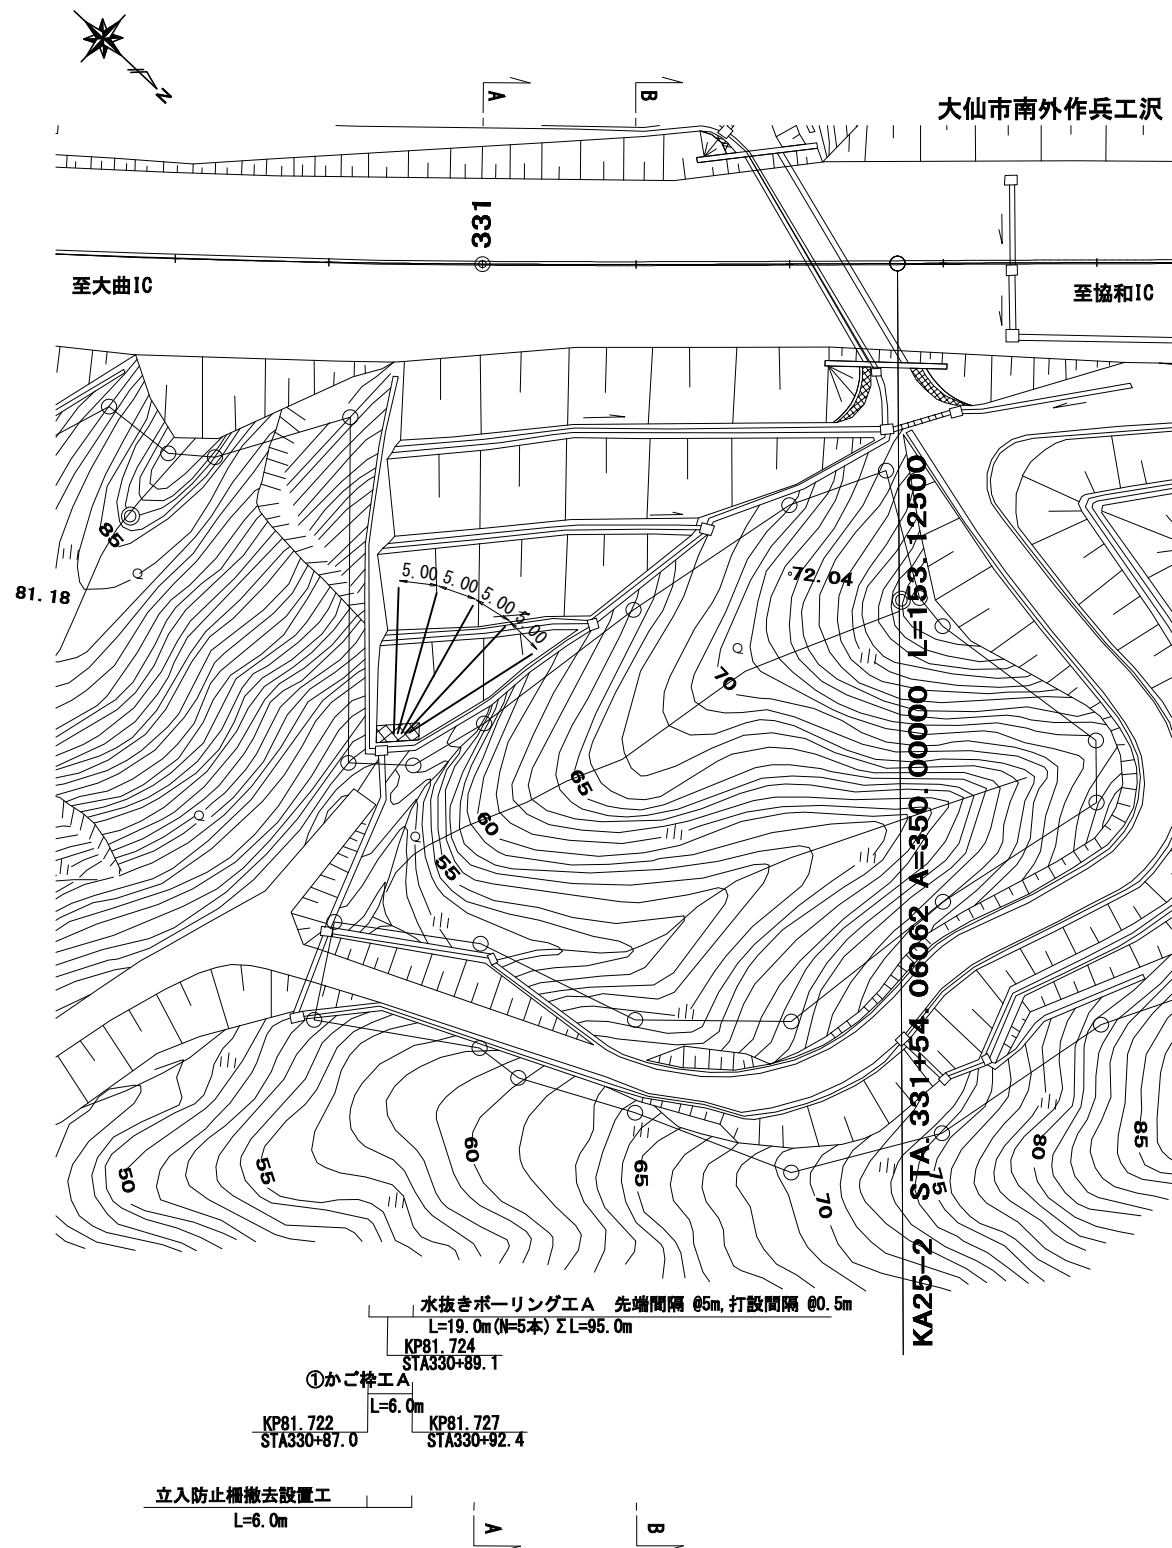 N
A
B
大仙市南外作兵工沢
331
至大曲IC
至協和IC
85
81.18
5.00
5.00
5.00
5.00
72.04
70
65
60
55
KA25-2 STA.331+54.06062 A=350.00000 L=153.12500
50
55
60
65
70
75
80
85
水抜きボーリング工A 先端間隔 @5m,打設間隔 @0.5m
L=19.0m(N=5本) ΣL=95.0m
KP81.724
STA330+89.1
①かご枠工A
L=6.0m
KP81.722
STA330+87.0
KP81.727
STA330+92.4
立入防止柵撤去設置工
L=6.0m
A
B